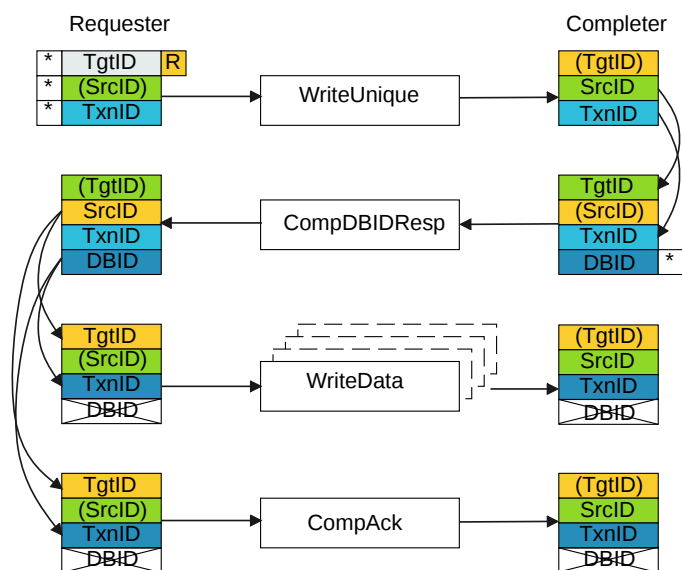 Requester Completer
* TgtID R (TgtID)
* (SrcID) WriteUnique SrcID
* TxnID TxnID
(TgtID) TgtID
SrcID CompDBIDResp (SrcID)
TxnID TxnID
DBID DBID *
TgtID (TgtID)
(SrcID) WriteData SrcID
TxnID TxnID
DBID DBID
TgtID (TgtID)
(SrcID) CompAck SrcID
TxnID TxnID
DBID DBID